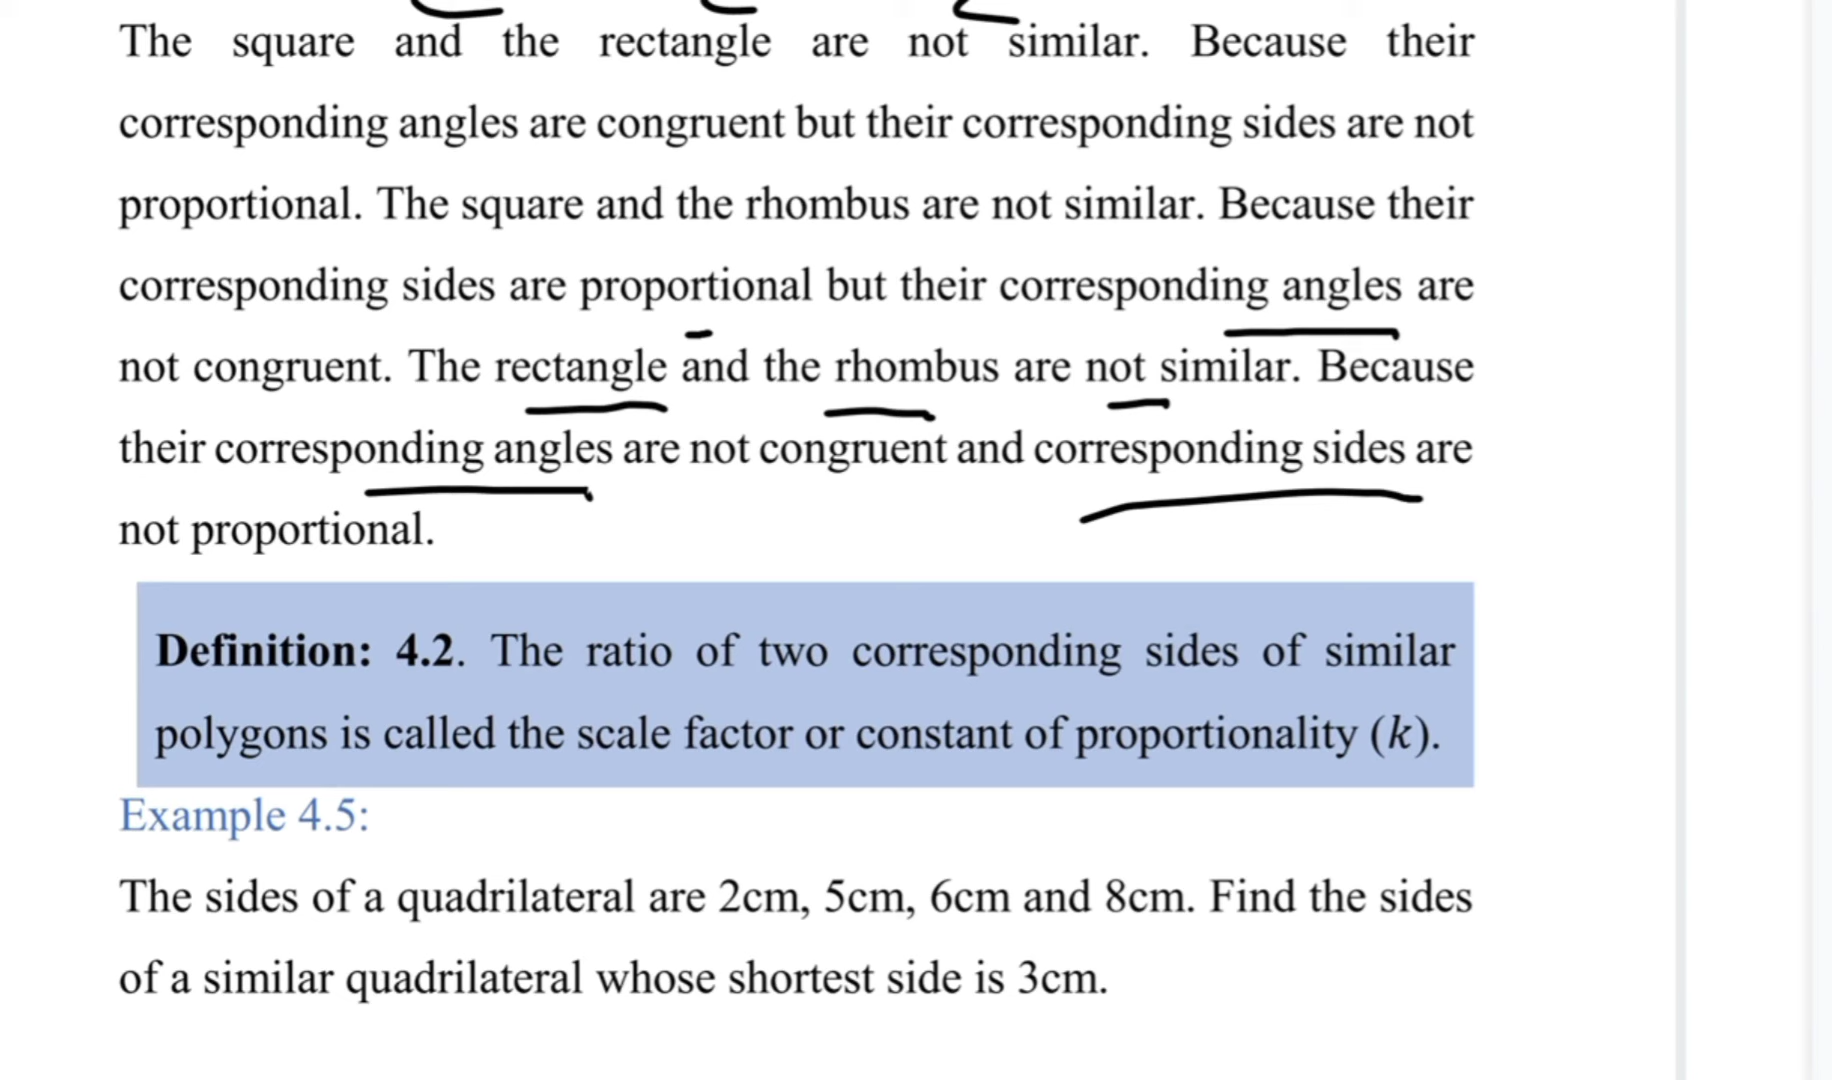 The square and the rectangle are not similar. Because their
corresponding angles are congruent but their corresponding sides are not
proportional. The square and the rhombus are not similar. Because their
corresponding sides are proportional but their corresponding angles are
not congruent. The rectangle and the rhombus are not similar. Because
their corresponding angles are not congruent and corresponding sides are
not proportional.
Definition: 4.2. The ratio of two corresponding sides of similar
polygons is called the scale factor or constant of proportionality (k).
Example 4.5:
The sides of a quadrilateral are 2cm, 5cm, 6cm and 8cm. Find the sides
of a similar quadrilateral whose shortest side is 3cm.